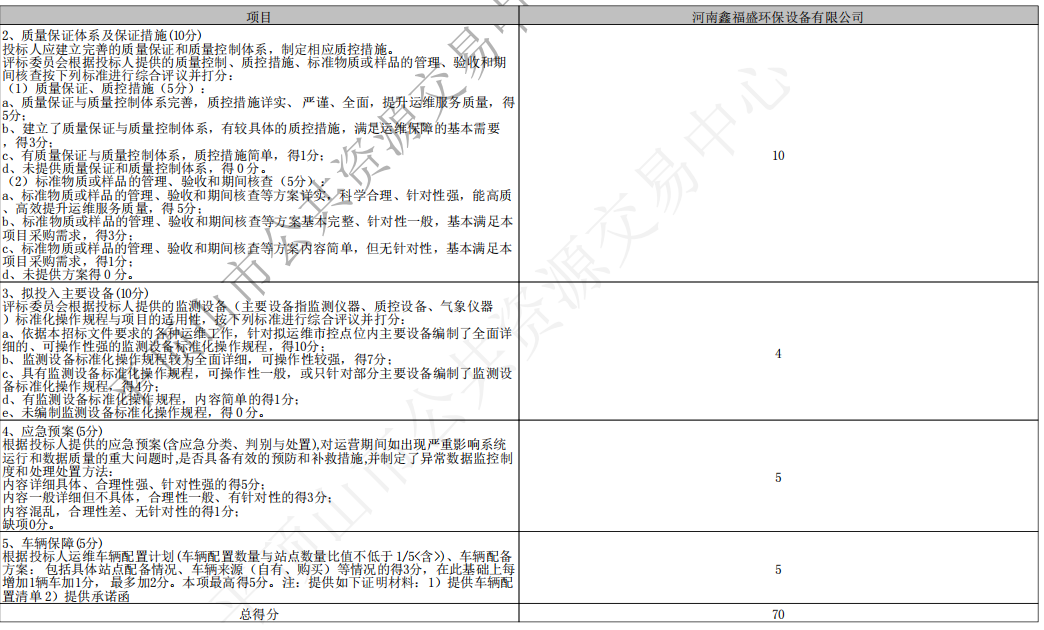 项目
河南鑫福盛环保设备有限公司
2、质量保证体系及保证措施(10分)
投标人应建立完善的质量保证和质量控制体系，制定相应质控措施。
评标委员会根据投标人提供的质量控制、质控措施、标准物质或样品的管理、验收和期
间核查按下列标准进行综合评议并打分：
（1）质量保证、质控措施（5分）：
a、质量保证与质量控制体系完善，质控措施详实、 严谨、全面，提升运维服务质量，得
5分；
b、建立了质量保证与质量控制体系，有较具体的质控措施，满足运维保障的基本需要
，得3分；
c、有质量保证与质量控制体系，质控措施简单，得1分；
d、未提供质量保证和质量控制体系，得 0 分。
（2）标准物质或样品的管理、验收和期间核查（5分）：
a、标准物质或样品的管理、验收和期间核查等方案详实，科学合理、针对性强，能高质
、高效提升运维服务质量，得 5分；
b、标准物质或样品的管理、验收和期间核查等方案基本完整、针对性一般，基本满足本
项目采购需求，得3分；
c、标准物质或样品的管理、验收和期间核查等方案内容简单，但无针对性，基本满足本
项目采购需求，得1分；
d、未提供方案得 0 分。
10
3、拟投入主要设备(10分)
评标委员会根据投标人提供的监测设备（主要设备指监测仪器、质控设备、气象仪器
）标准化操作规程与项目的适用性，按下列标准进行综合评议并打分：
a、依据本招标文件要求的各种运维工作，针对拟运维市控点位内主要设备编制了全面详
细的、可操作性强的监测设备标准化操作规程，得10分；
b、监测设备标准化操作规程较为全面详细，可操作性较强，得7分；
c、具有监测设备标准化操作规程，可操作性一般，或只针对部分主要设备编制了监测设
备标准化操作规程，得4分；
d、有监测设备标准化操作规程，内容简单的得1分；
e、未编制监测设备标准化操作规程，得 0 分。
4
4、应急预案(5分)
根据投标人提供的应急预案(含应急分类、判别与处置),对运营期间如出现严重影响系统
运行和数据质量的重大问题时,是否具备有效的预防和补救措施,并制定了异常数据监控制
度和处理处置方法：
内容详细具体、合理性强、针对性强的得5分；
内容一般详细但不具体，合理性一般、有针对性的得3分；
内容混乱，合理性差、无针对性的得1分；
缺项0分。
5
5、车辆保障(5分)
根据投标人运维车辆配置计划(车辆配置数量与站点数量比值不低于 1/5<含>)、车辆配备
方案： 包括具体站点配备情况、车辆来源（自有、购买）等情况的得3分，在此基础上每
增加1辆车加1分， 最多加2分。本项最高得5分。注：提供如下证明材料：1）提供车辆配
置清单 2）提供承诺函
5
总得分
70
平顶山市公共资源交易中心
平顶山市公共资源交易中心